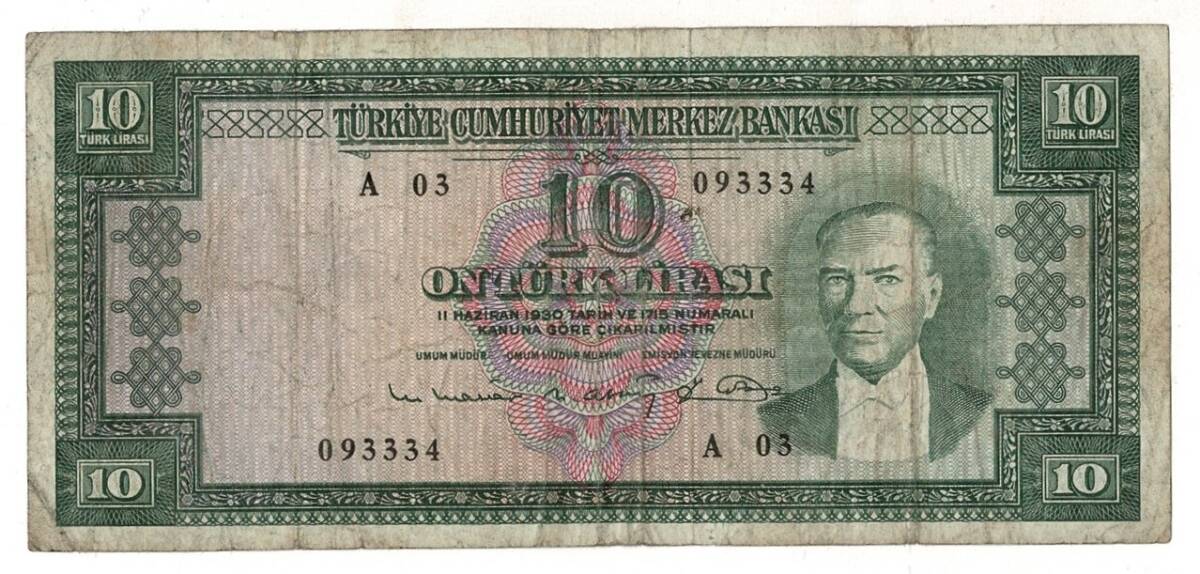 10
TÜRK LİRASI
10
TÜRK LİRASI
TÜRKİYE CUMHURİYET MERKEZ BANKASI
A 03
093334
10
ON TÜRK LİRASI
11 HAZİRAN 1930 TARİH VE 1715 NUMARALI
KANUNA GÖRE ÇIKARILMIŞTIR
UMUM MÜDÜR UMUM MÜDÜR MUAVİNİ EMİSYON VE VEZNE MÜDÜRÜ
093334
A 03
10
10